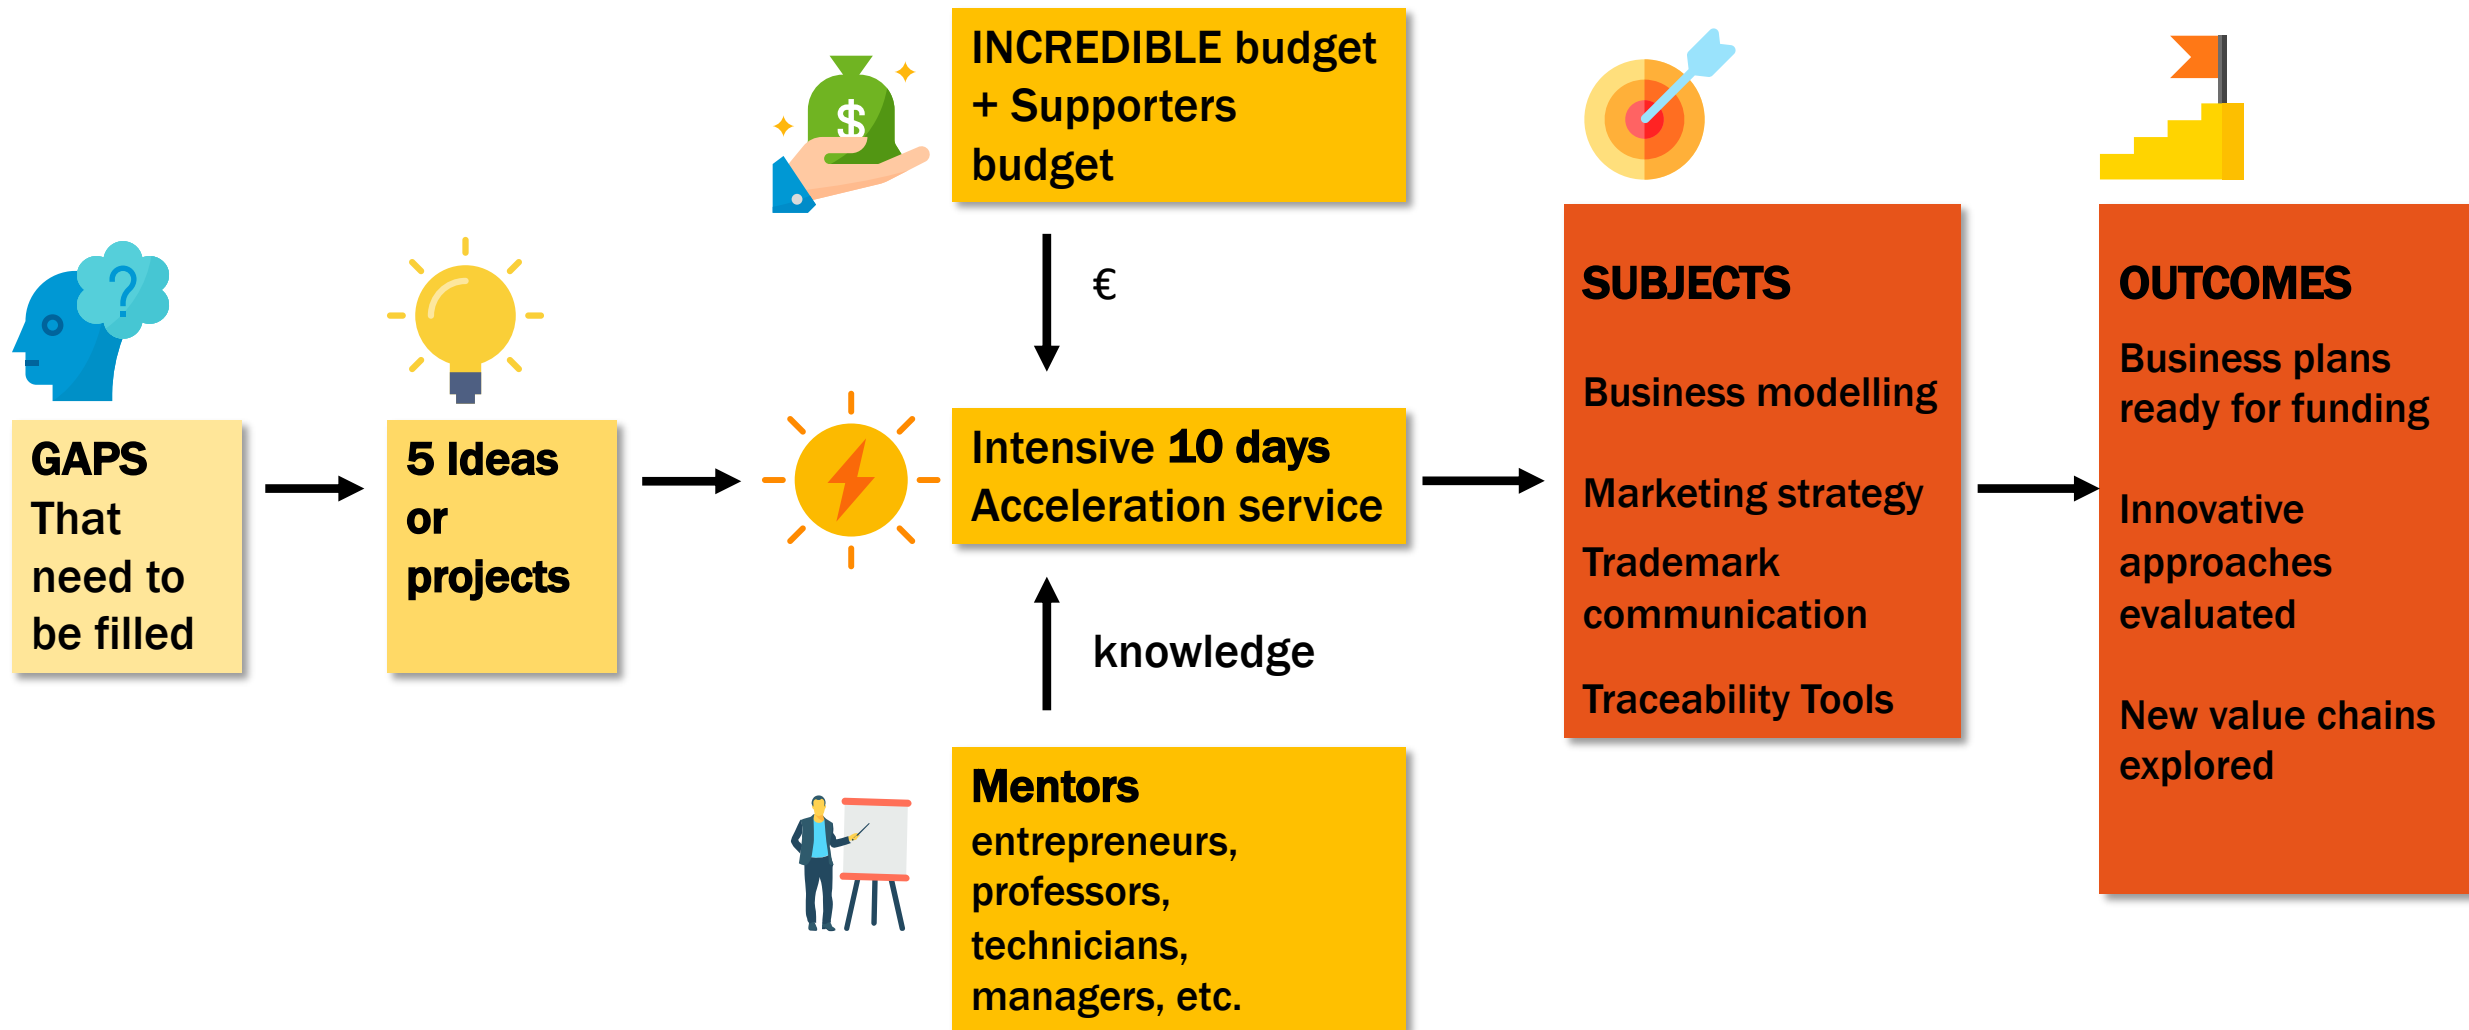 GAPS
That
need to
be filled
5 Ideas
or
projects
INCREDIBLE budget
+ Supporters
budget
$
€
Intensive 10 days
Acceleration service
knowledge
Mentors
entrepreneurs,
professors,
technicians,
managers, etc.
SUBJECTS
Business modelling
Marketing strategy
Trademark
communication
Traceability Tools
OUTCOMES
Business plans
ready for funding
Innovative
approaches
evaluated
New value chains
explored
?